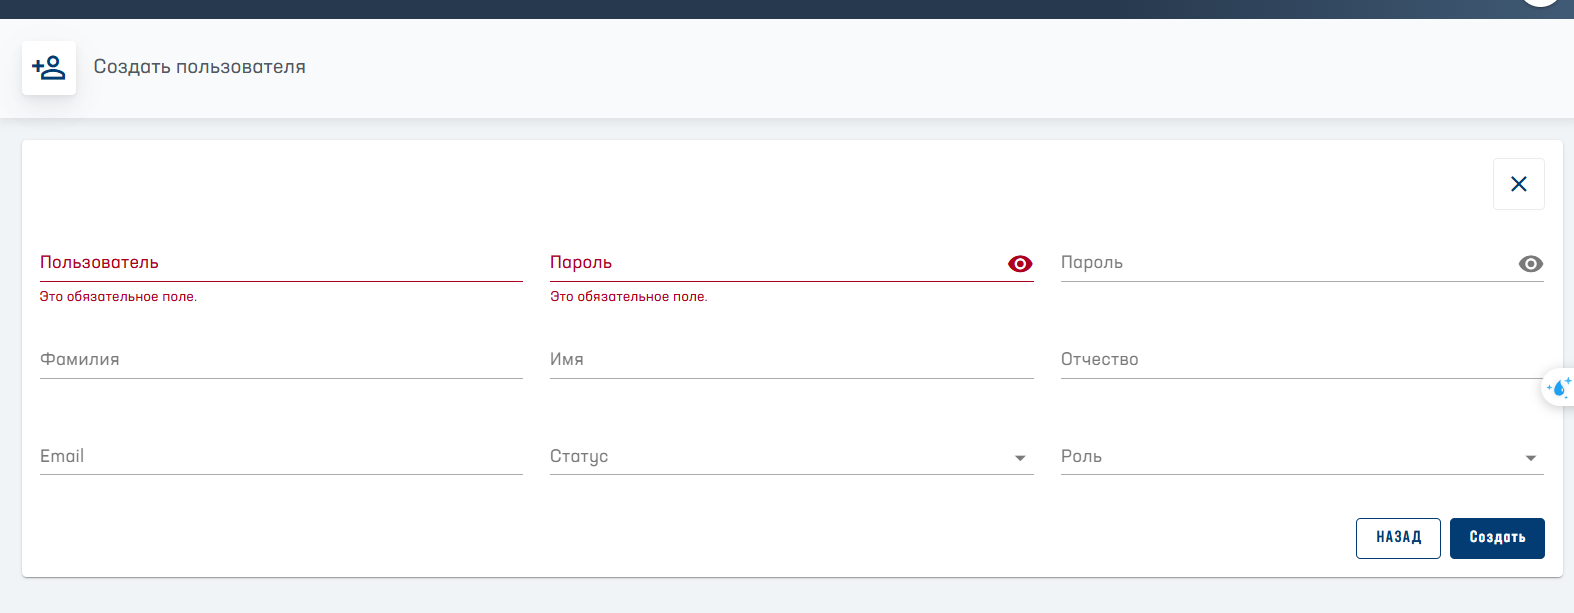 Создать пользователя
Пользователь
Пароль
Пароль
Это обязательное поле.
Это обязательное поле.
Фамилия
Имя
Отчество
Email
Статус
Роль
НАЗАД
Создать